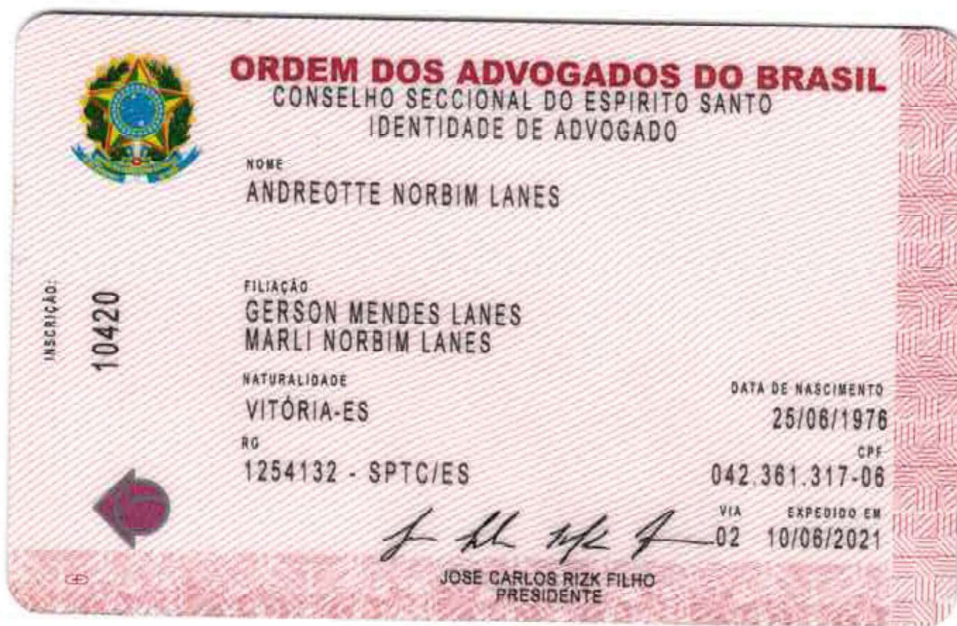 ORDEM DOS ADVOGADOS DO BRASIL
CONSELHO SECCIONAL DO ESPIRITO SANTO
IDENTIDADE DE ADVOGADO
NOME
ANDREOTTE NORBIM LANES
FILIAÇÃO
GERSON MENDES LANES
MARLI NORBIM LANES
INSCRIÇÃO:
10420
NATURALIDADE
VITÓRIA-ES
DATA DE NASCIMENTO
25/06/1976
RG
1254132 - SPTC/ES
CPF
042.361.317-06
VIA
02
EXPEDIDO EM
10/06/2021
JOSE CARLOS RIZK FILHO
PRESIDENTE